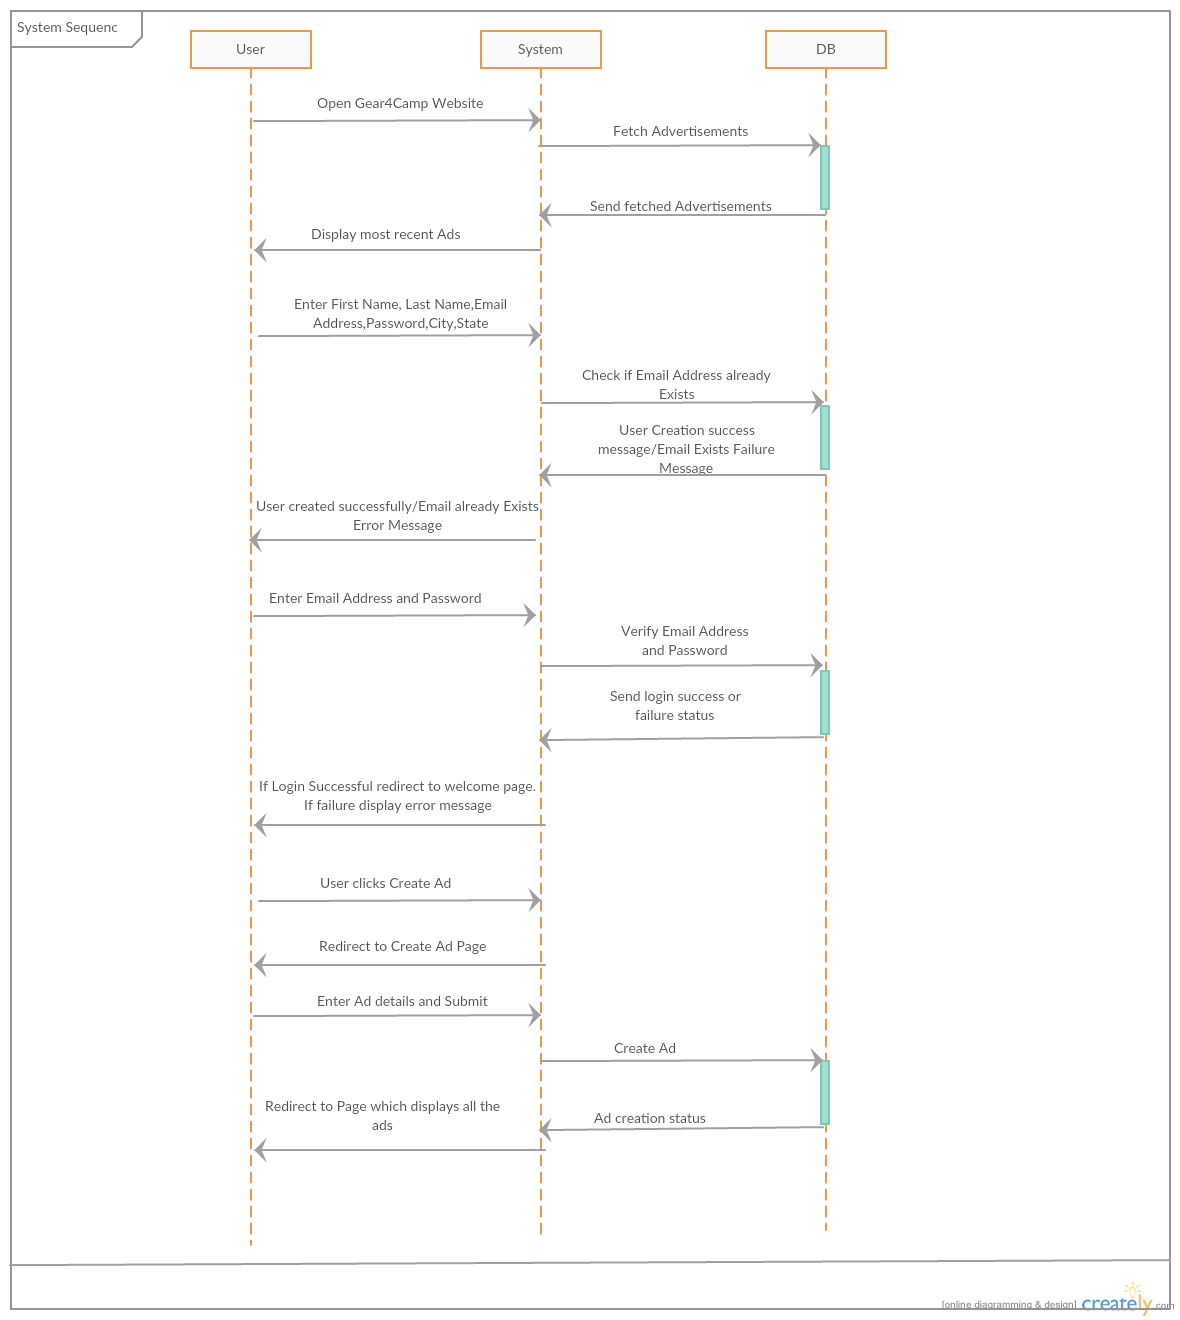 System Sequenc
User
System
DB
Open Gear4Camp Website
Fetch Advertisements
Send fetched Advertisements
Display most recent Ads
Enter First Name, Last Name,Email
Address,Password,City,State
Check if Email Address already
Exists
User Creation success
message/Email Exists Failure
Message
User created successfully/Email already Exists
Error Message
Enter Email Address and Password
Verify Email Address
and Password
Send login success or
failure status
If Login Successful redirect to welcome page.
If failure display error message
User clicks Create Ad
Redirect to Create Ad Page
Enter Ad details and Submit
Create Ad
Redirect to Page which displays all the
ads
Ad creation status
[online diagramming & design] creately.com